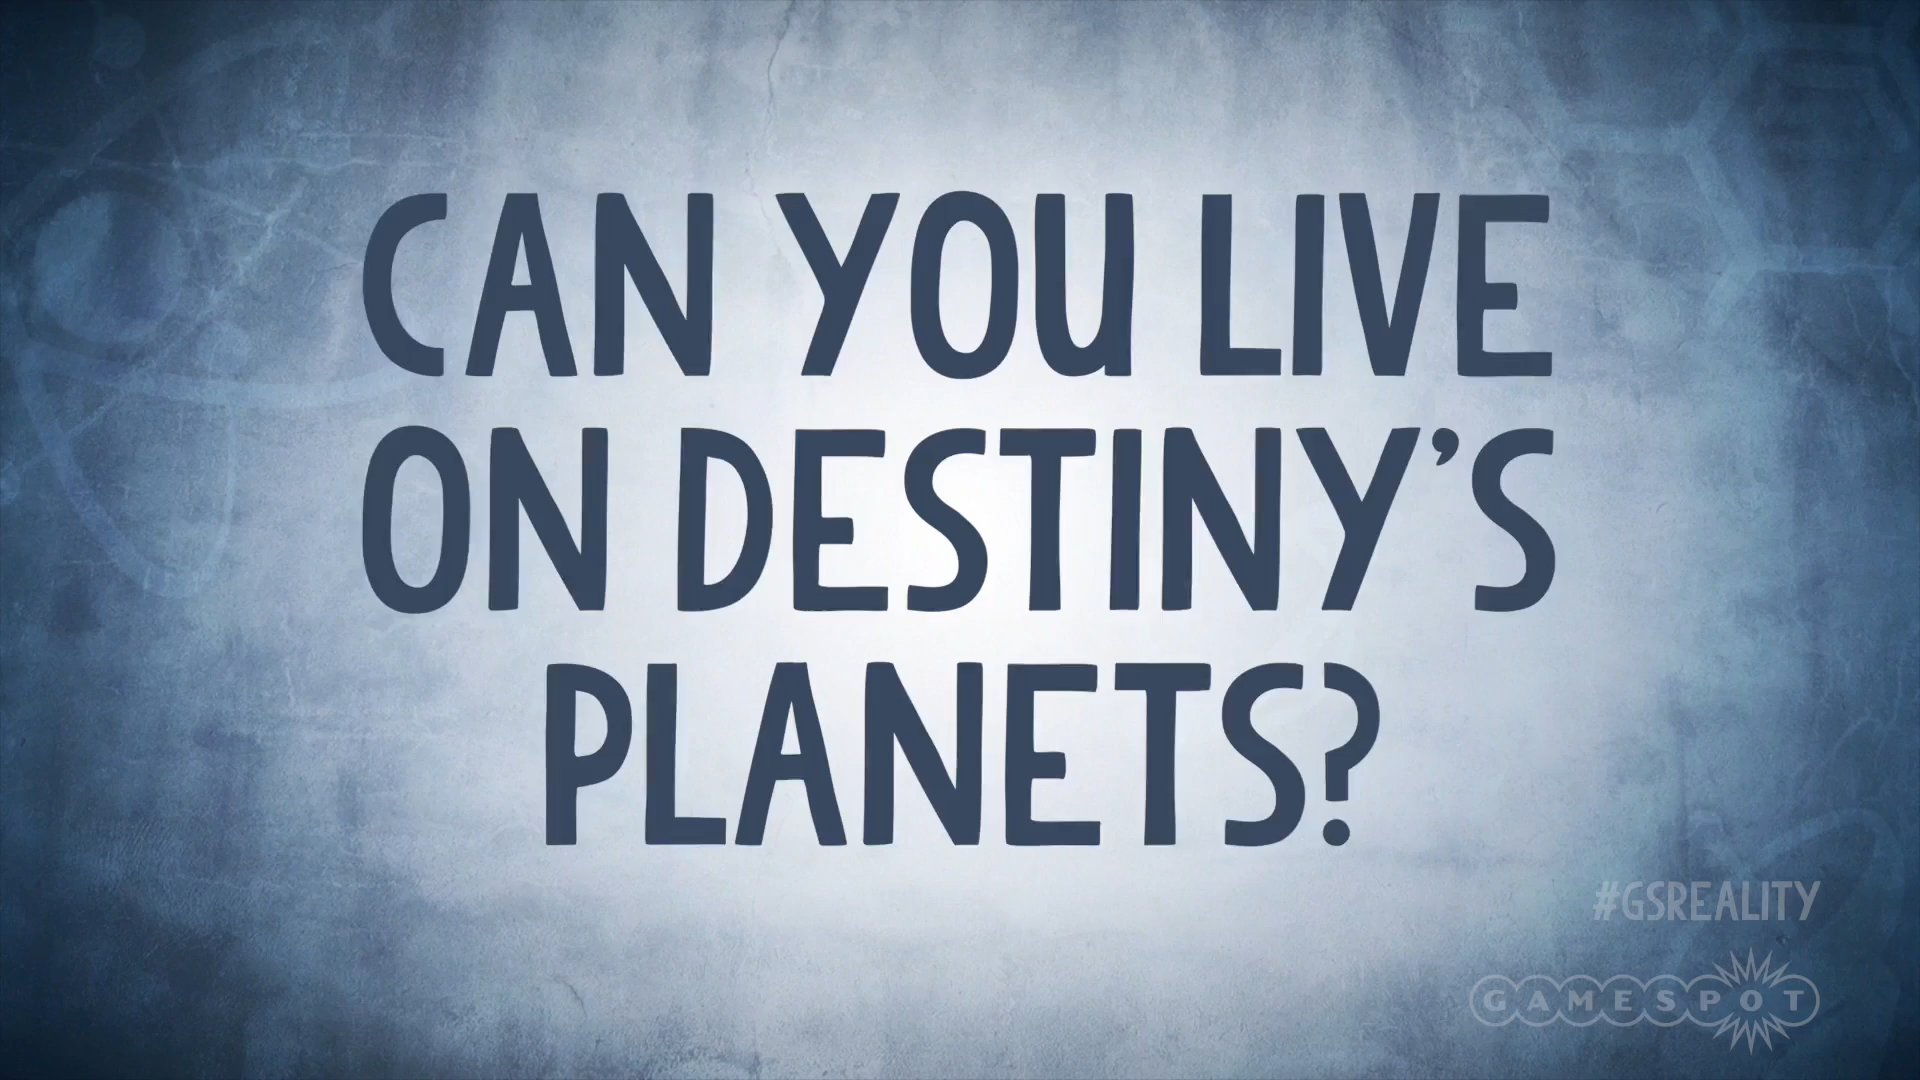 CAN YOU LIVE
ON DESTINY'S
PLANETS?
#GSREALITY
GAMESPOT